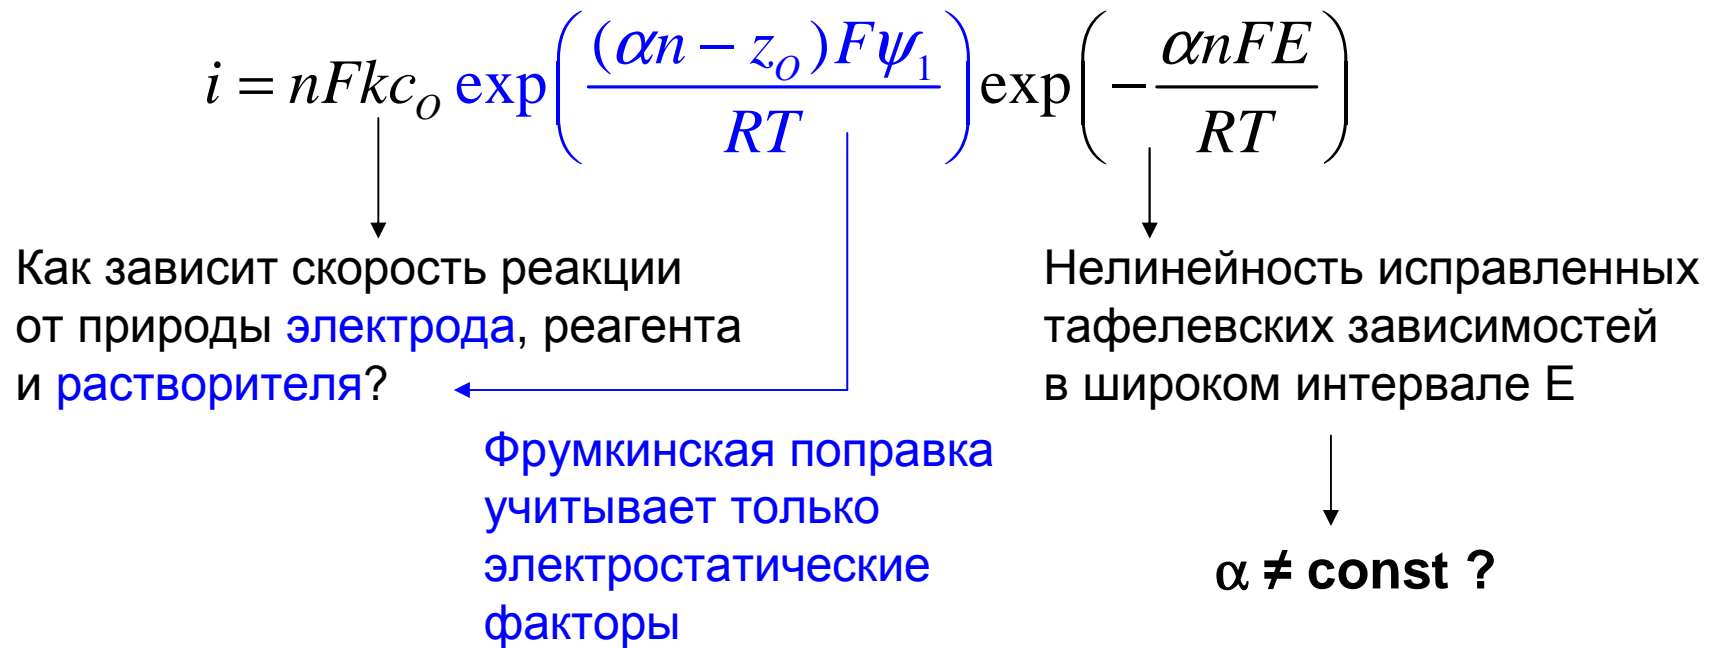 i = nFkc_O exp( (αn − z_O)Fψ_1 / RT ) exp( − αnFE / RT )
Как зависит скорость реакции
от природы электрода, реагента
и растворителя?
Нелинейность исправленных
тафелевских зависимостей
в широком интервале E
Фрумкинская поправка
учитывает только
электростатические
факторы
α ≠ const ?